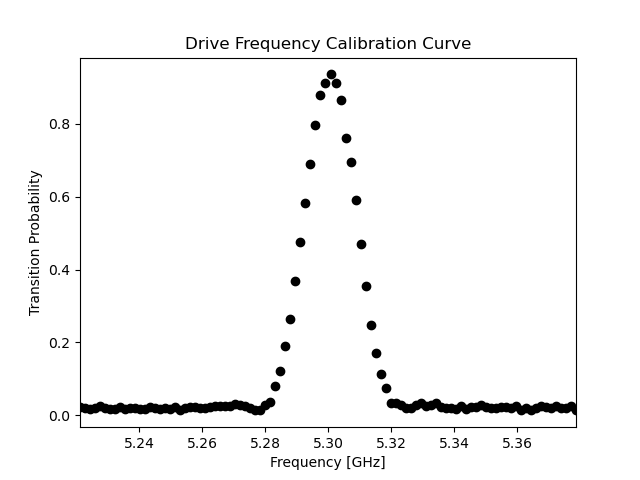 Drive Frequency Calibration Curve
Transition Probability
0.8
0.6
0.4
0.2
0.0
5.24 5.26 5.28 5.30 5.32 5.34 5.36
Frequency [GHz]